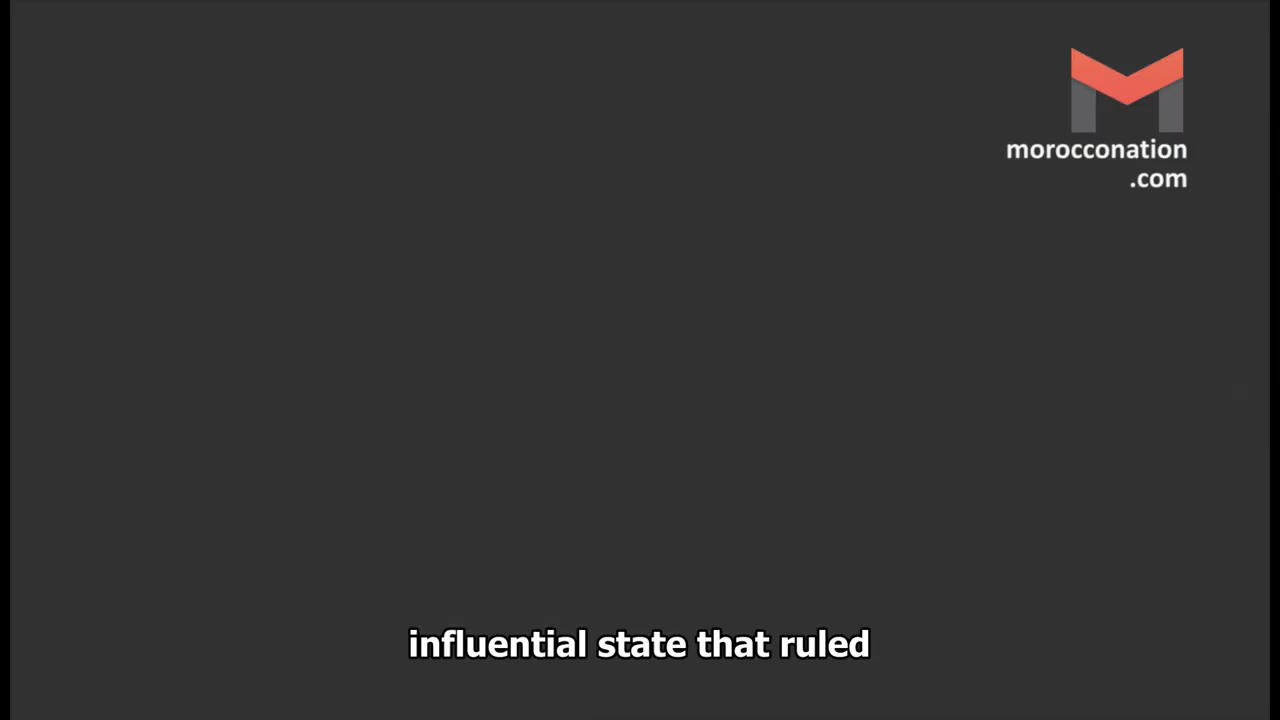 morocconation
.com
influential state that ruled